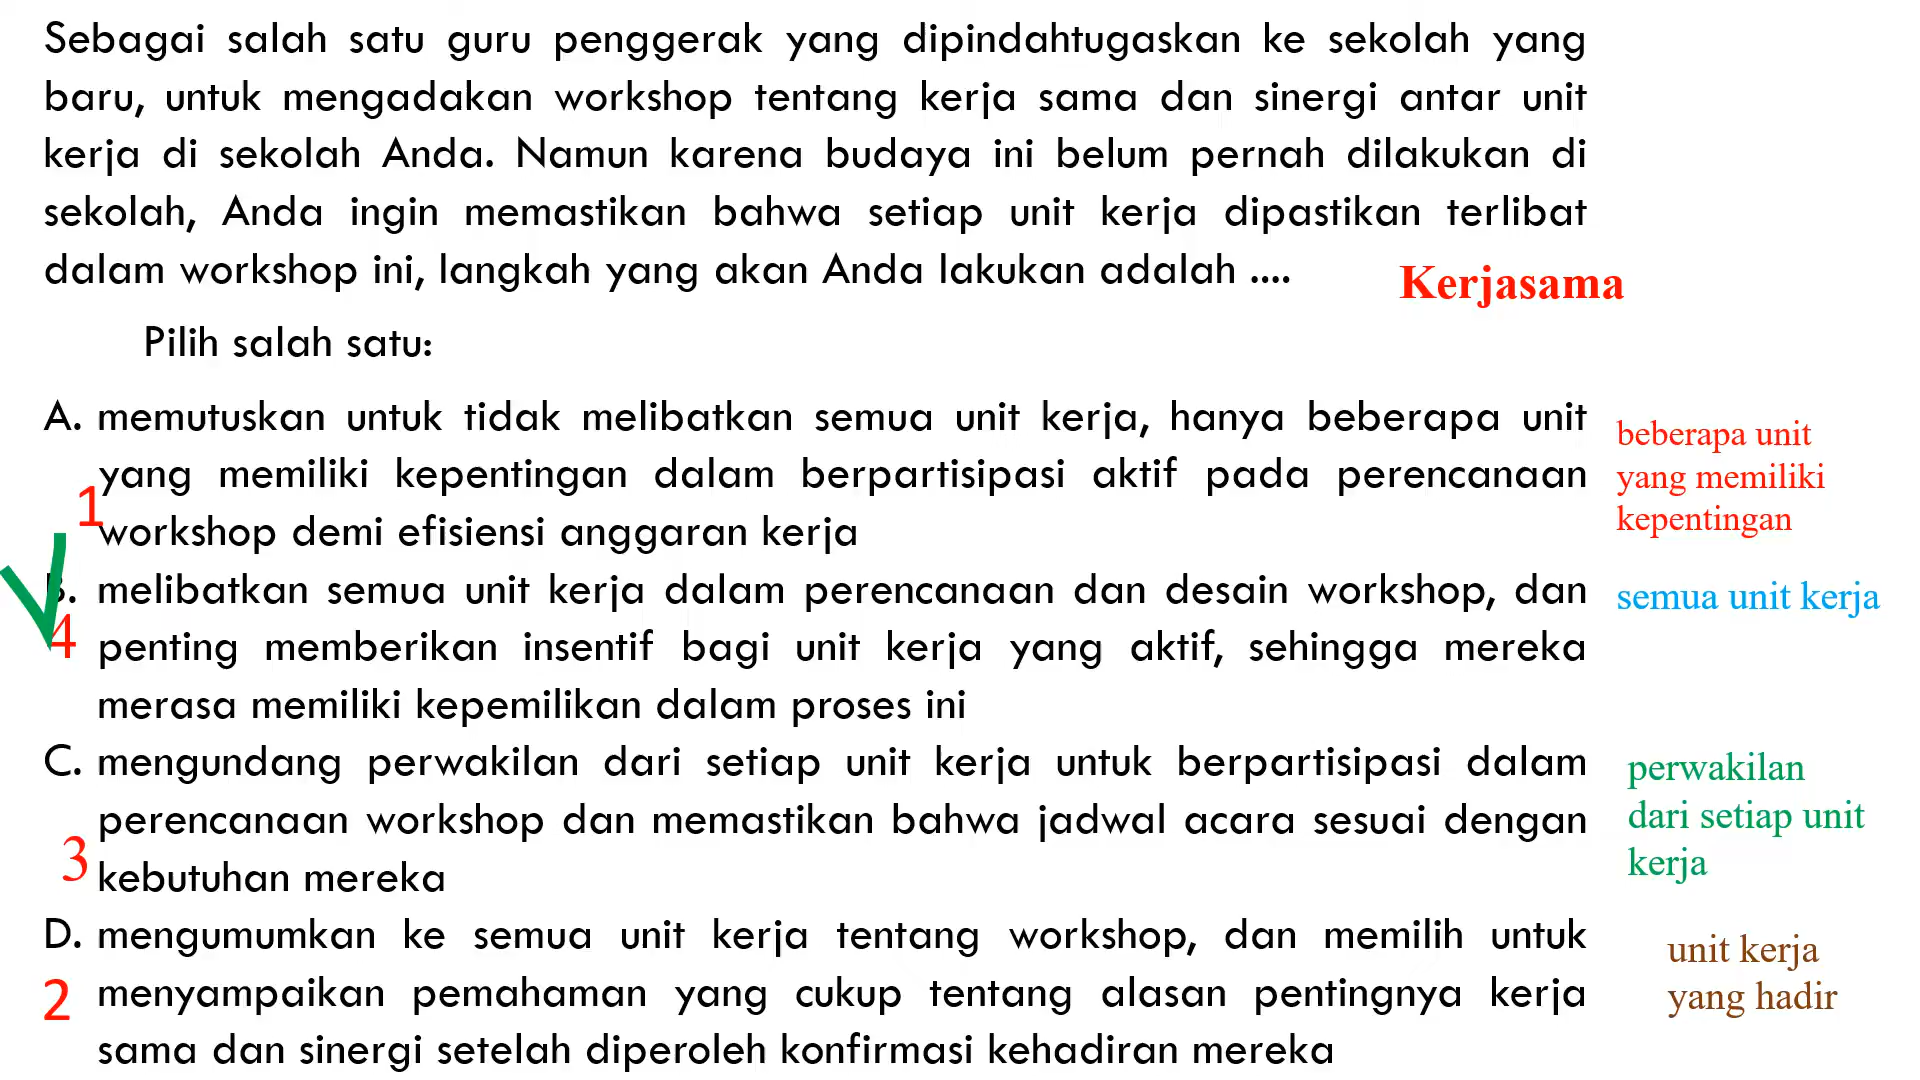 Sebagai salah satu guru penggerak yang dipindahtugaskan ke sekolah yang
baru, untuk mengadakan workshop tentang kerja sama dan sinergi antar unit
kerja di sekolah Anda. Namun karena budaya ini belum pernah dilakukan di
sekolah, Anda ingin memastikan bahwa setiap unit kerja dipastikan terlibat
dalam workshop ini, langkah yang akan Anda lakukan adalah ....
Kerjasama
Pilih salah satu:
A. memutuskan untuk tidak melibatkan semua unit kerja, hanya beberapa unit
yang memiliki kepentingan dalam berpartisipasi aktif pada perencanaan
workshop demi efisiensi anggaran kerja
1
beberapa unit
yang memiliki
kepentingan
B. melibatkan semua unit kerja dalam perencanaan dan desain workshop, dan
penting memberikan insentif bagi unit kerja yang aktif, sehingga mereka
merasa memiliki kepemilikan dalam proses ini
4
semua unit kerja
C. mengundang perwakilan dari setiap unit kerja untuk berpartisipasi dalam
perencanaan workshop dan memastikan bahwa jadwal acara sesuai dengan
kebutuhan mereka
3
perwakilan
dari setiap unit
kerja
D. mengumumkan ke semua unit kerja tentang workshop, dan memilih untuk
menyampaikan pemahaman yang cukup tentang alasan pentingnya kerja
sama dan sinergi setelah diperoleh konfirmasi kehadiran mereka
2
unit kerja
yang hadir